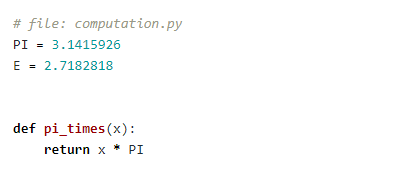 # file: computation.py
PI = 3.1415926
E = 2.7182818
def pi_times(x):
    return x * PI